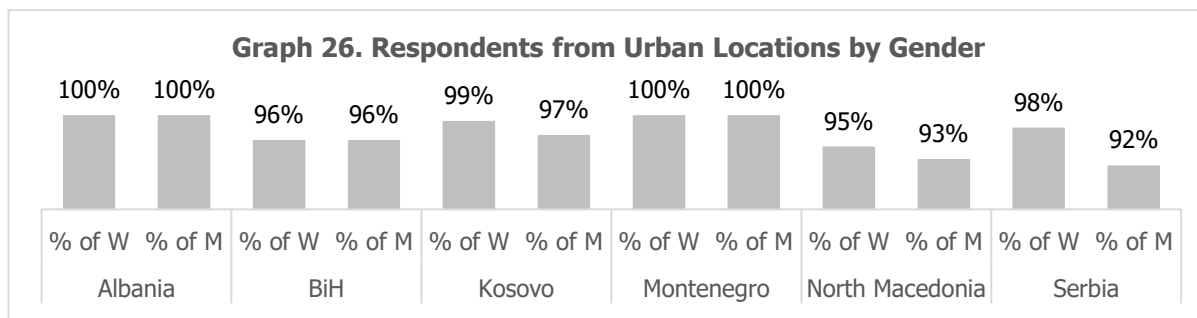 Graph 26. Respondents from Urban Locations by Gender
100% 100% 96% 96% 99% 97% 100% 100% 95% 93% 98% 92%
% of W % of M % of W % of M % of W % of M % of W % of M % of W % of M % of W % of M
Albania BiH Kosovo Montenegro North Macedonia Serbia